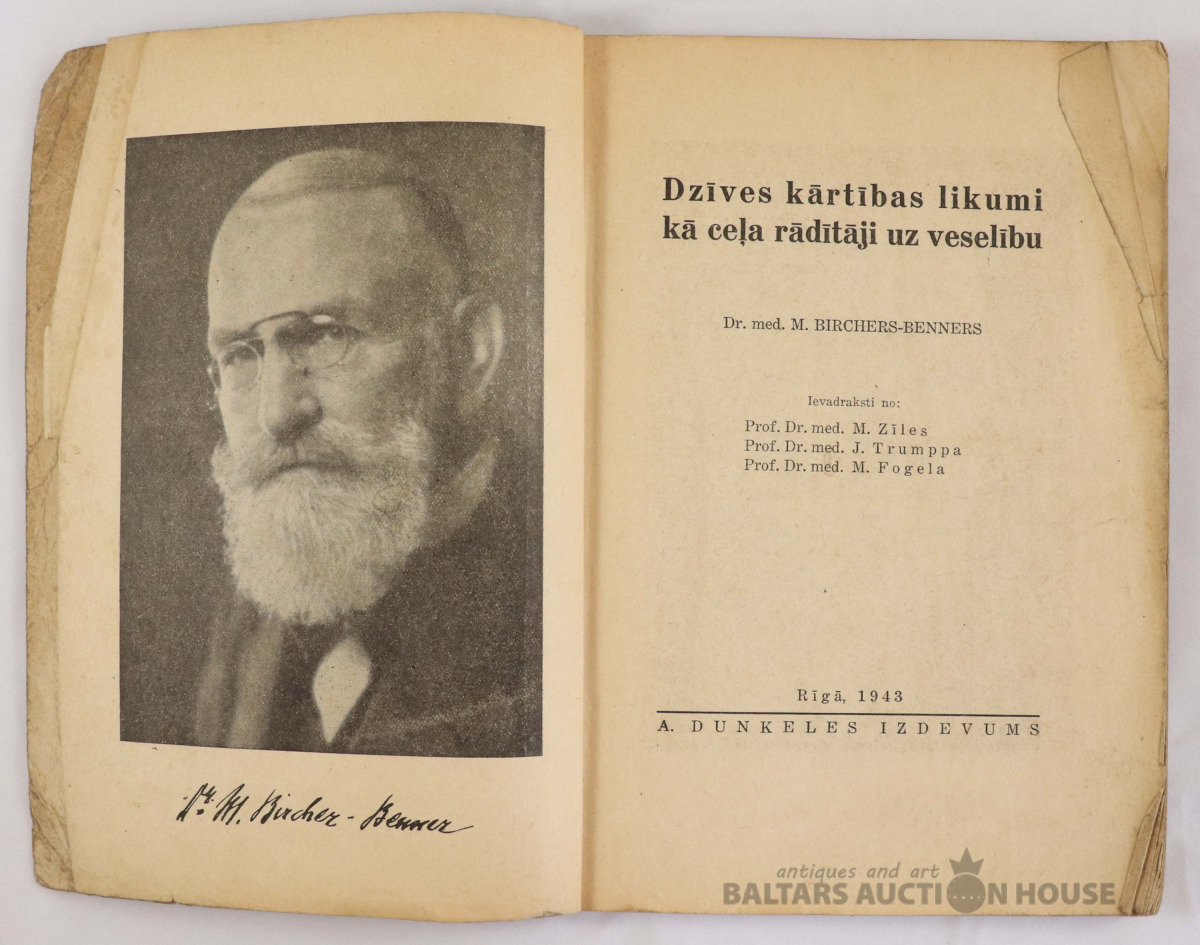 Dr. M. Bircher-Benner
Dzīves kārtības likumi
kā ceļa rādītāji uz veselību
Dr. med. M. BIRCHERS-BENNERS
Ievadraksti no:
Prof. Dr. med. M. Zīles
Prof. Dr. med. J. Trumppa
Prof. Dr. med. M. Fogela
Rīgā, 1943
A. DUNKELES IZDEVUMS
antiques and art
BALTARS AUCTION HOUSE